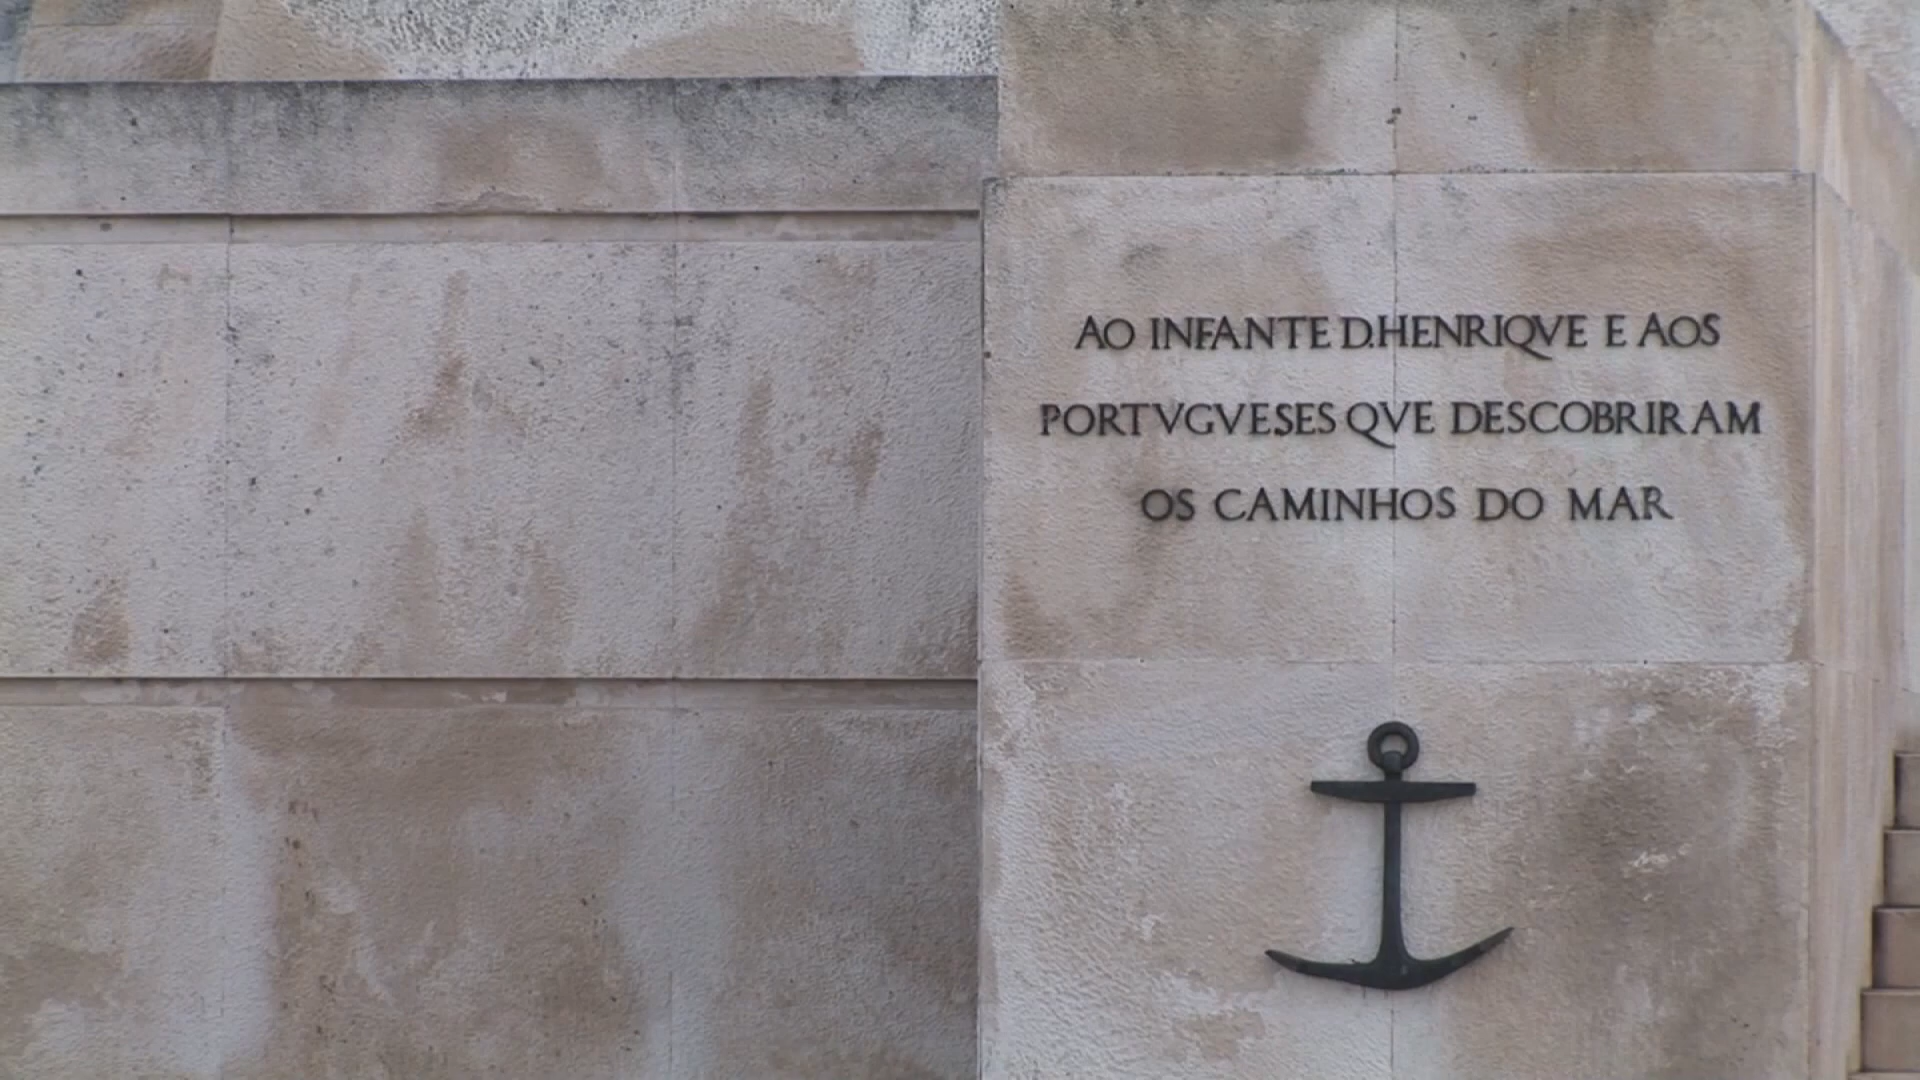 AO INFANTE D.HENRIQVE E AOS
PORTVGVESES QVE DESCOBRIRAM
OS CAMINHOS DO MAR